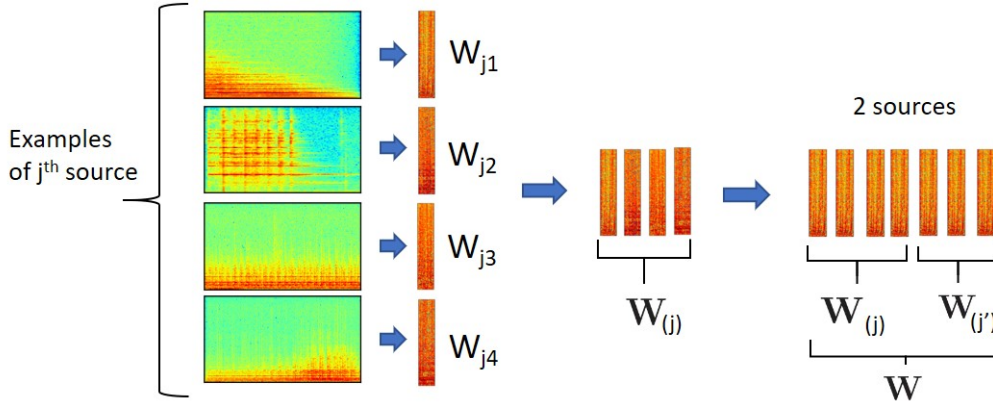 Examples
of jth source
Wj1
Wj2
Wj3
Wj4
W(j)
2 sources
W(j)
W(j')
W